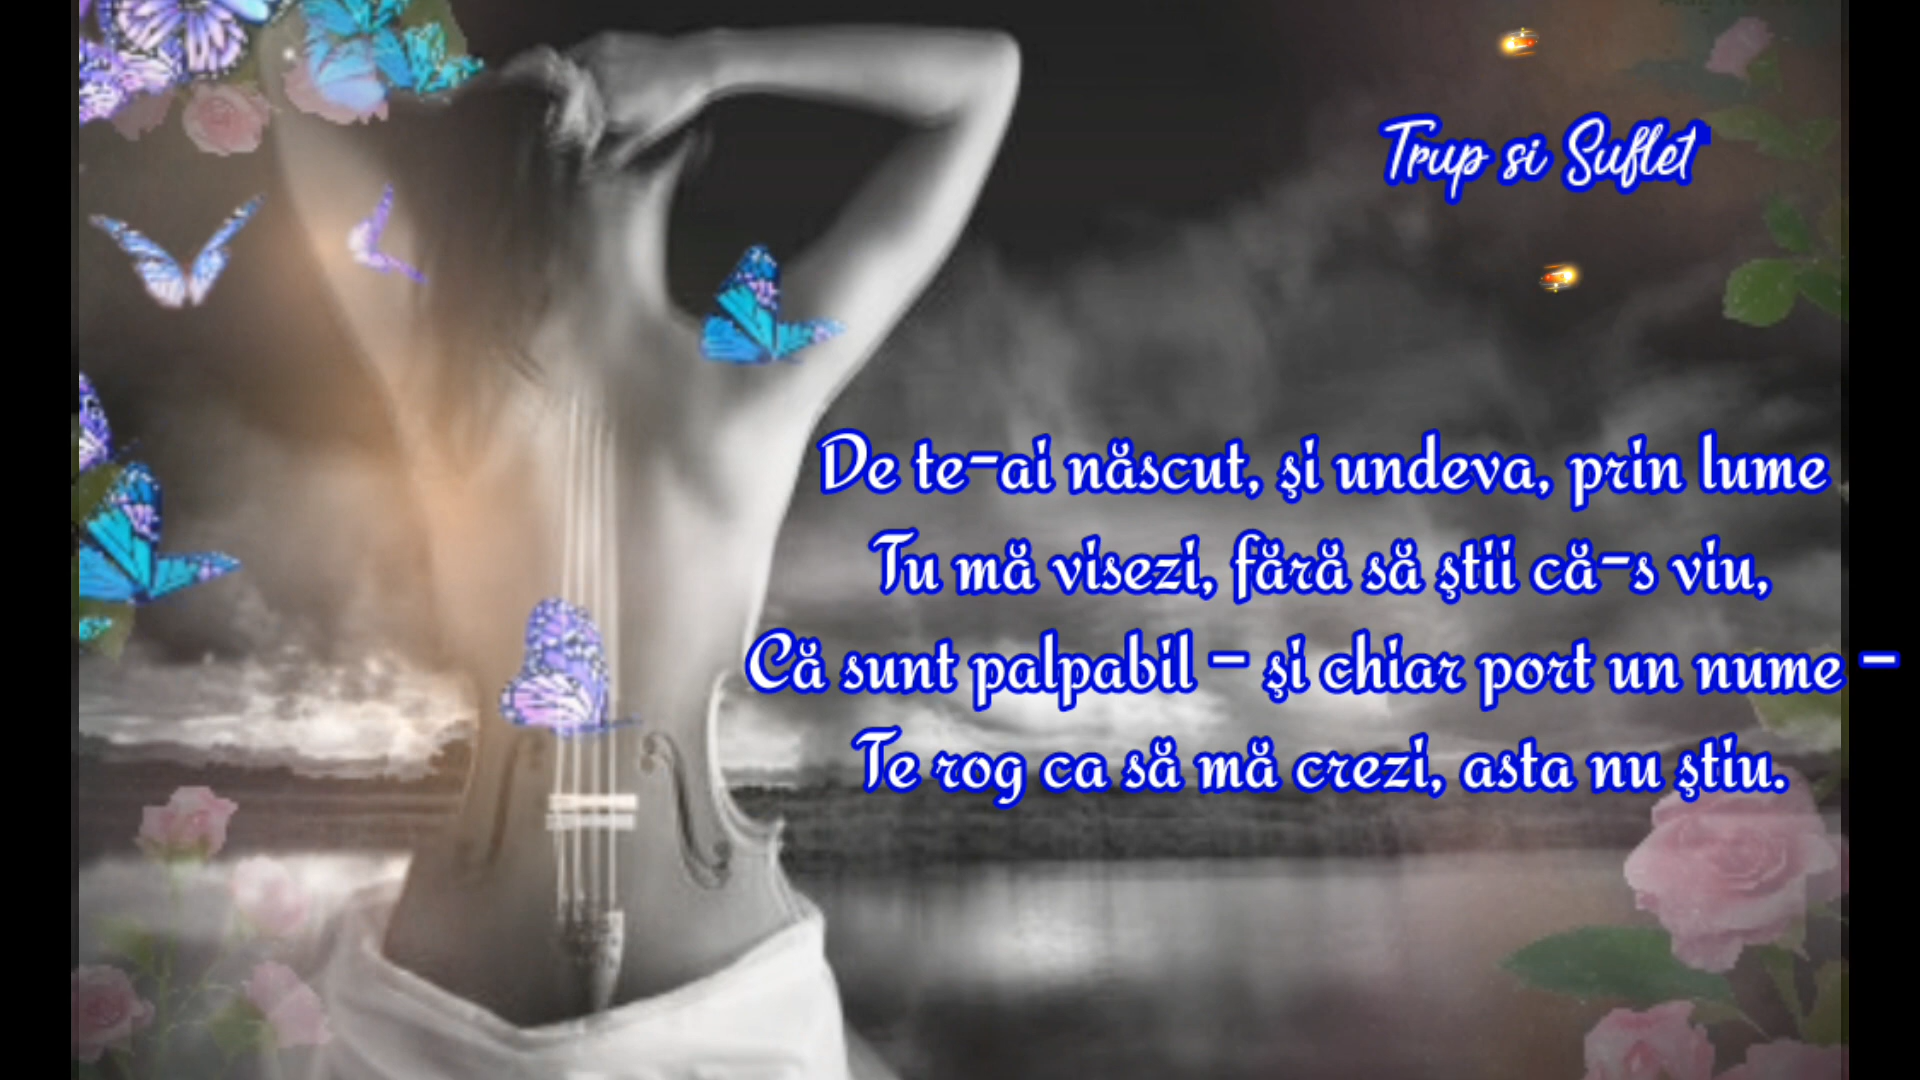 Trup si Suflet
De te-ai născut, şi undeva, prin lume
Tu mă visezi, fără să ştii că-s viu,
Că sunt palpabil - şi chiar port un nume -
Te rog ca să mă crezi, asta nu ştiu.